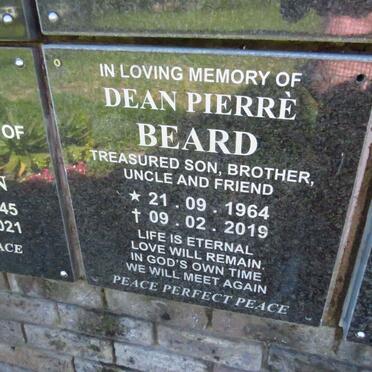 IN LOVING MEMORY OF
DEAN PIERRÈ
BEARD
TREASURED SON, BROTHER,
UNCLE AND FRIEND
★ 21 . 09 . 1964
✝ 09 . 02 . 2019
LIFE IS ETERNAL
LOVE WILL REMAIN,
IN GOD'S OWN TIME
WE WILL MEET AGAIN
PEACE PERFECT PEACE
OF
N
45
021
ACE